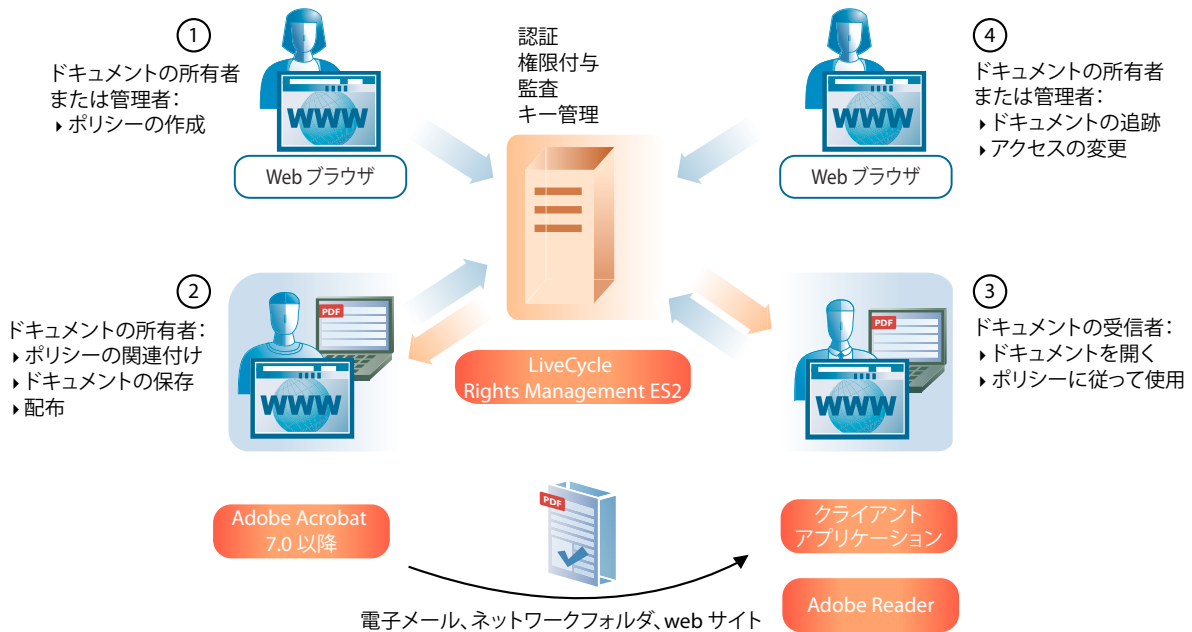 1
ドキュメントの所有者
または管理者：
ポリシーの作成
WWW
Web ブラウザ
認証
権限付与
監査
キー管理
WWW
Web ブラウザ
4
ドキュメントの所有者
または管理者：
ドキュメントの追跡
アクセスの変更
2
ドキュメントの所有者：
ポリシーの関連付け
ドキュメントの保存
配布
PDF
WWW
LiveCycle
Rights Management ES2
PDF
WWW
3
ドキュメントの受信者：
ドキュメントを開く
ポリシーに従って使用
Adobe Acrobat
7.0 以降
PDF
クライアント
アプリケーション
Adobe Reader
電子メール、ネットワークフォルダ、web サイト